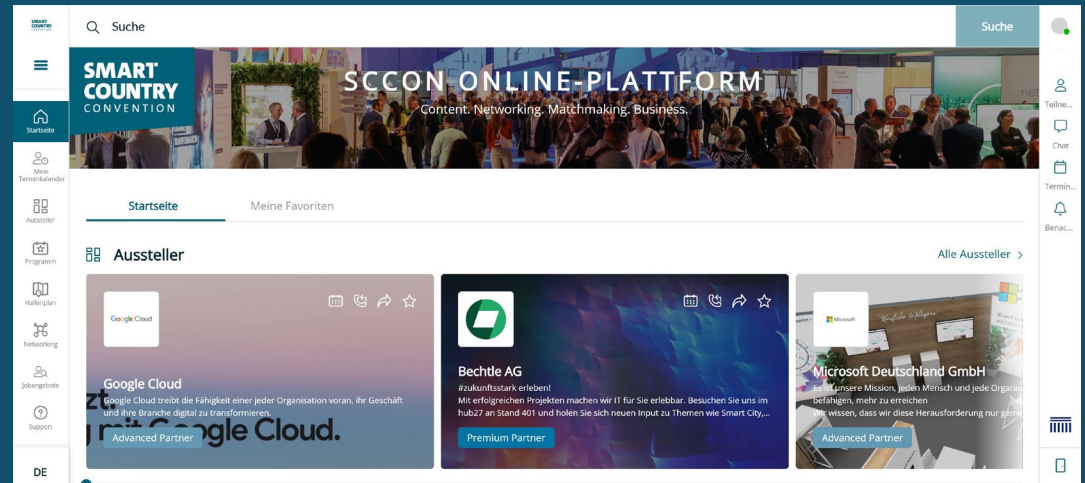 SMART
COUNTRY
CONVENTION
Suche
Suche
SMART
COUNTRY
CONVENTION
SCCON ONLINE-PLATTFORM
Content. Networking. Matchmaking. Business.
Startseite
Mein
Terminkalender
Aussteller
Programm
Hallenplan
Networking
Jobangebote
Support
DE
Startseite
Meine Favoriten
Aussteller
Alle Aussteller
Google Cloud
Google Cloud
Google Cloud treibt die Fähigkeit einer jeder Organisation voran, ihr Geschäft
und ihre Branche digital zu transformieren.
zt.
mit Google Cloud.
Advanced Partner
Bechtle AG
#zukunftsstark erleben!
Mit erfolgreichen Projekten machen wir IT für Sie erlebbar. Besuchen Sie uns im
hub27 an Stand 401 und holen Sie sich neuen Input zu Themen wie Smart City,...
Premium Partner
Microsoft
Künstliche Intelligenz
Microsoft Deutschland GmbH
Es ist unsere Mission, jeden Mensch und jede Organis
befähigen, mehr zu erreichen
Wir wissen, dass wir diese Herausforderung nur geme
Advanced Partner
Teilne...
Chat
Termin...
Benac...